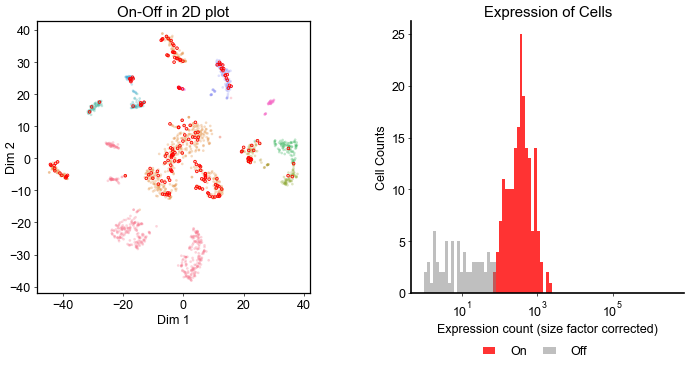 On-Off in 2D plot
Dim 2
40
30
20
10
0
−10
−20
−30
−40
−40
−20
0
20
40
Dim 1
Expression of Cells
Cell Counts
25
20
15
10
5
0
10^1
10^3
10^5
Expression count (size factor corrected)
On
Off